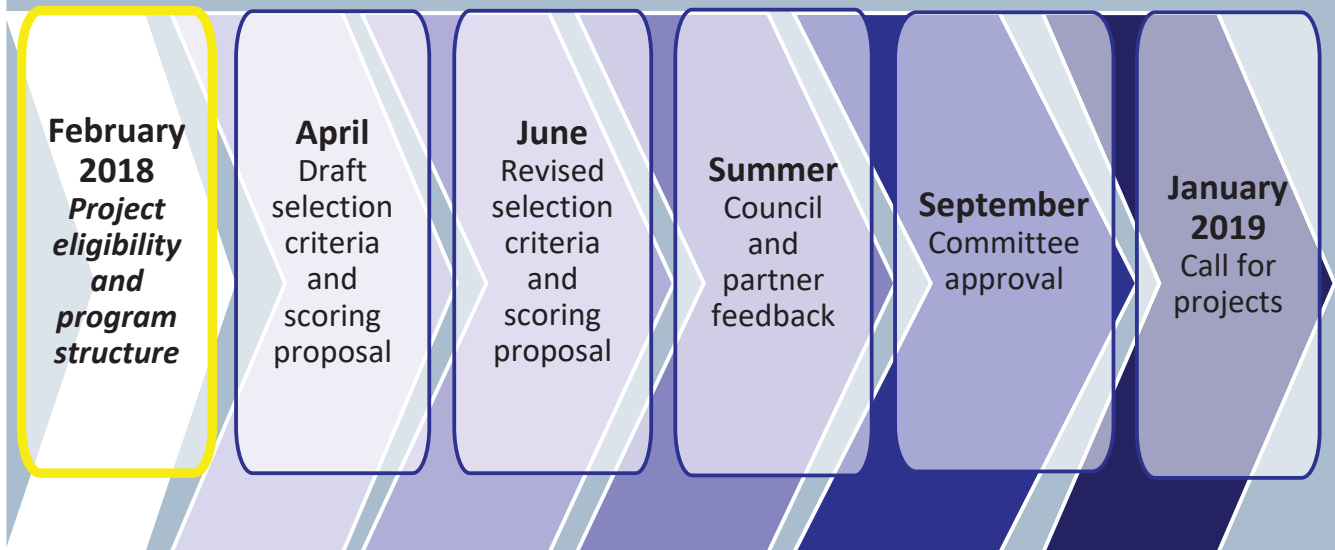 February
2018
Project
eligibility
and
program
structure
April
Draft
selection
criteria
and
scoring
proposal
June
Revised
selection
criteria
and
scoring
proposal
Summer
Council
and
partner
feedback
September
Committee
approval
January
2019
Call for
projects